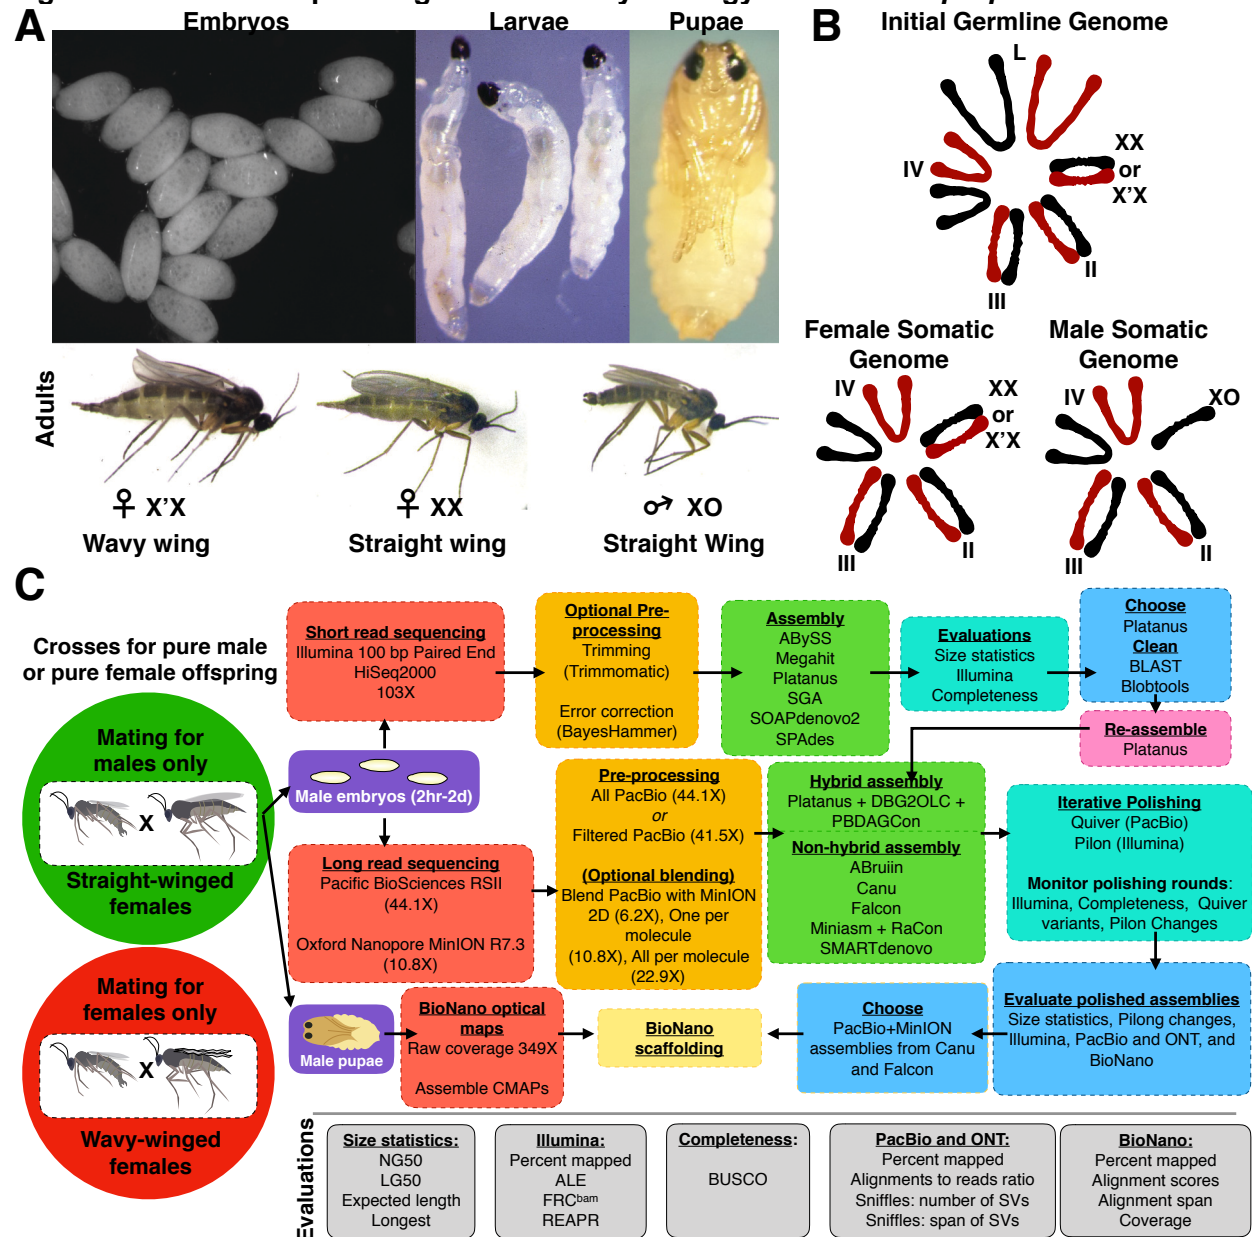 A
Embryos
Larvae
Pupae
Adults
♀ X'X
Wavy wing
♀ XX
Straight wing
♂ XO
Straight Wing
B
Initial Germline Genome
L
XX
or
X'X
IV
II
III
Female Somatic
Genome
IV
XX
or
X'X
III
II
Male Somatic
Genome
IV
XO
III
II
C
Crosses for pure male
or pure female offspring
Mating for
males only
X
Straight-winged
females
Mating for
females only
X
Wavy-winged
females
Short read sequencing
Illumina 100 bp Paired End
HiSeq2000
103X
Optional Pre-
processing
Trimming
(Trimmomatic)
Error correction
(BayesHammer)
Assembly
ABySS
Megahit
Platanus
SGA
SOAPdenovo2
SPAdes
Evaluations
Size statistics
Illumina
Completeness
Choose
Platanus
Clean
BLAST
Blobtools
Re-assemble
Platanus
Male embryos (2hr-2d)
Long read sequencing
Pacific BioSciences RSII
(44.1X)
Oxford Nanopore MinION R7.3
(10.8X)
Pre-processing
All PacBio (44.1X)
or
Filtered PacBio (41.5X)
(Optional blending)
Blend PacBio with MinION
2D (6.2X), One per
molecule
(10.8X), All per molecule
(22.9X)
Hybrid assembly
Platanus + DBG2OLC +
PBDAGCon
Non-hybrid assembly
ABruiin
Canu
Falcon
Miniasm + RaCon
SMARTdenovo
Iterative Polishing
Quiver (PacBio)
Pilon (Illumina)
Monitor polishing rounds:
Illumina, Completeness, Quiver
variants, Pilon Changes
Evaluate polished assemblies
Size statistics, Pilong changes,
Illumina, PacBio and ONT, and
BioNano
Choose
PacBio+MinION
assemblies from Canu
and Falcon
BioNano
scaffolding
BioNano optical
maps
Raw coverage 349X
Assemble CMAPs
Male pupae
Evaluations
Size statistics:
NG50
LG50
Expected length
Longest
Illumina:
Percent mapped
ALE
FRCbam
REAPR
Completeness:
BUSCO
PacBio and ONT:
Percent mapped
Alignments to reads ratio
Sniffles: number of SVs
Sniffles: span of SVs
BioNano:
Percent mapped
Alignment scores
Alignment span
Coverage